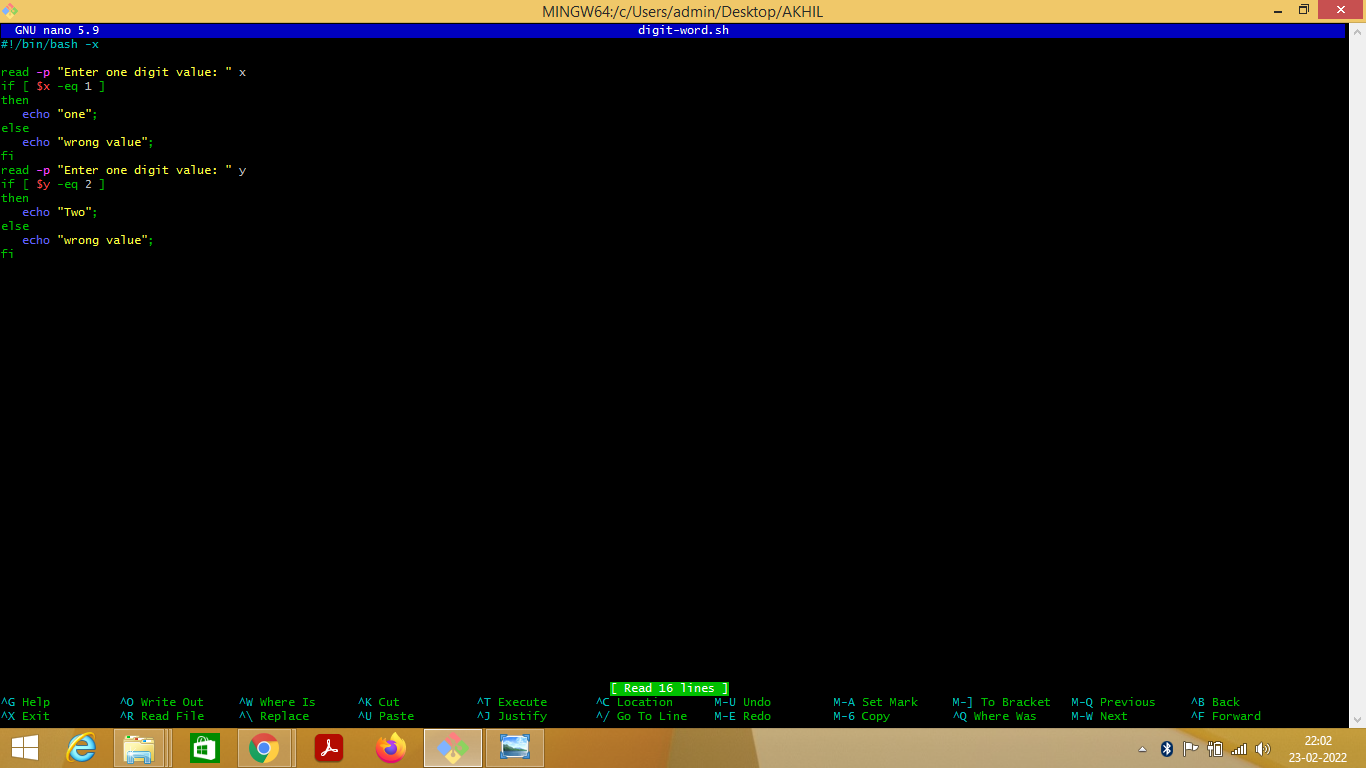 MINGW64:/c/Users/admin/Desktop/AKHIL
GNU nano 5.9 digit-word.sh
#!/bin/bash -x
read -p "Enter one digit value: " x
if [ $x -eq 1 ]
then
   echo "one";
else
   echo "wrong value";
fi
read -p "Enter one digit value: " y
if [ $y -eq 2 ]
then
   echo "Two";
else
   echo "wrong value";
fi
[ Read 16 lines ]
^G Help ^O Write Out ^W Where Is ^K Cut ^T Execute ^C Location M-U Undo M-A Set Mark M-] To Bracket M-Q Previous ^B Back
^X Exit ^R Read File ^\ Replace ^U Paste ^J Justify ^/ Go To Line M-E Redo M-6 Copy ^Q Where Was M-W Next ^F Forward
22:02
23-02-2022